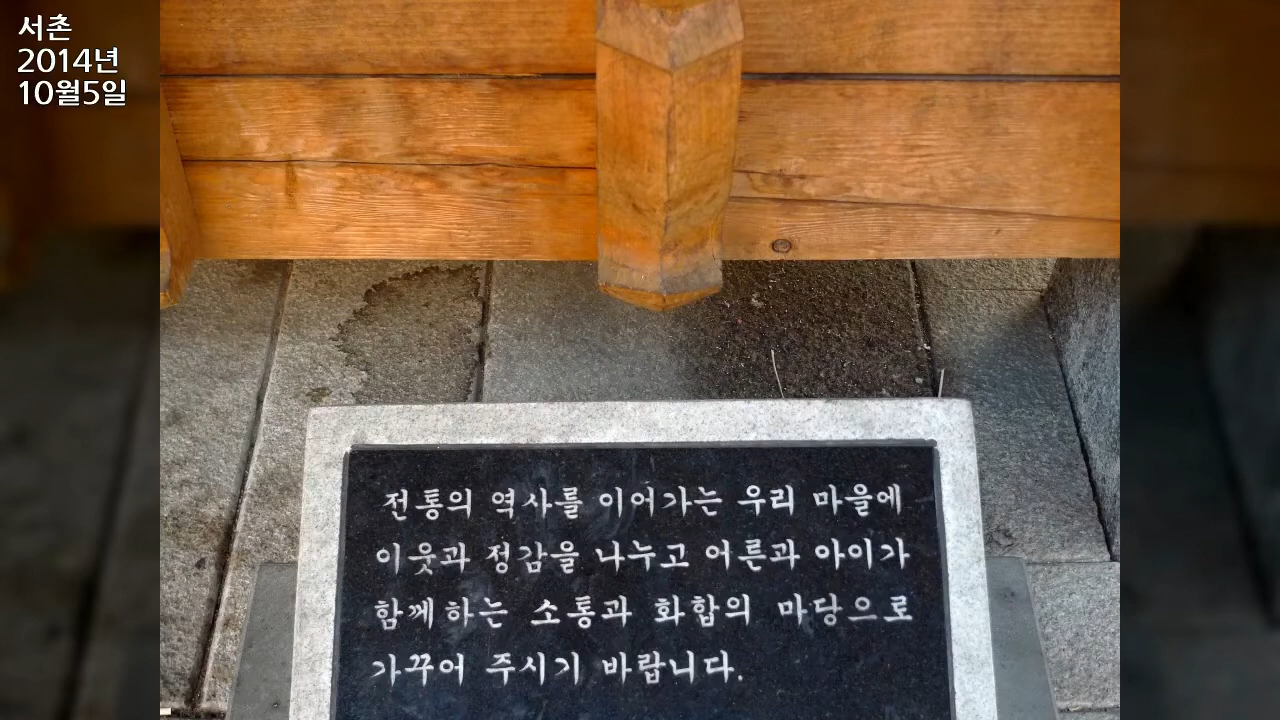 서촌
2014년
10월5일
전통의 역사를 이어가는 우리 마을에
이웃과 정감을 나누고 어른과 아이가
함께하는 소통과 화합의 마당으로
가꾸어 주시기 바랍니다.